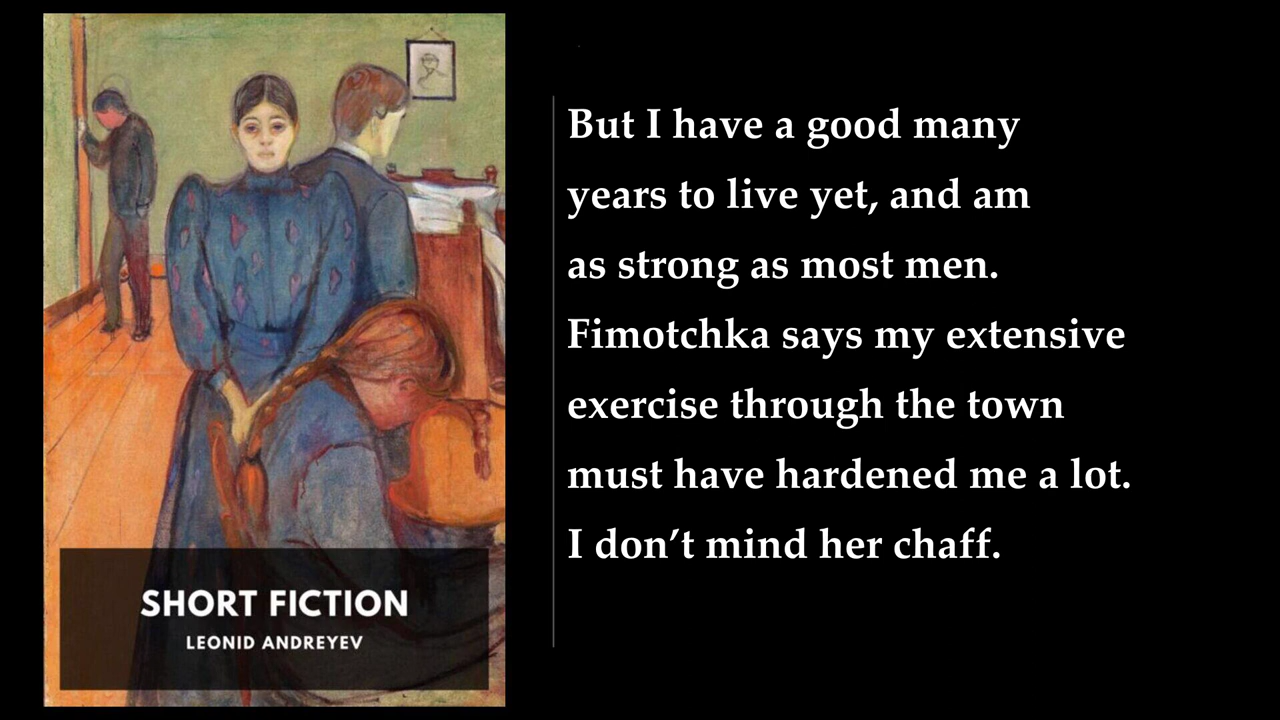 SHORT FICTION
LEONID ANDREYEV
But I have a good many
years to live yet, and am
as strong as most men.
Fimotchka says my extensive
exercise through the town
must have hardened me a lot.
I don’t mind her chaff.